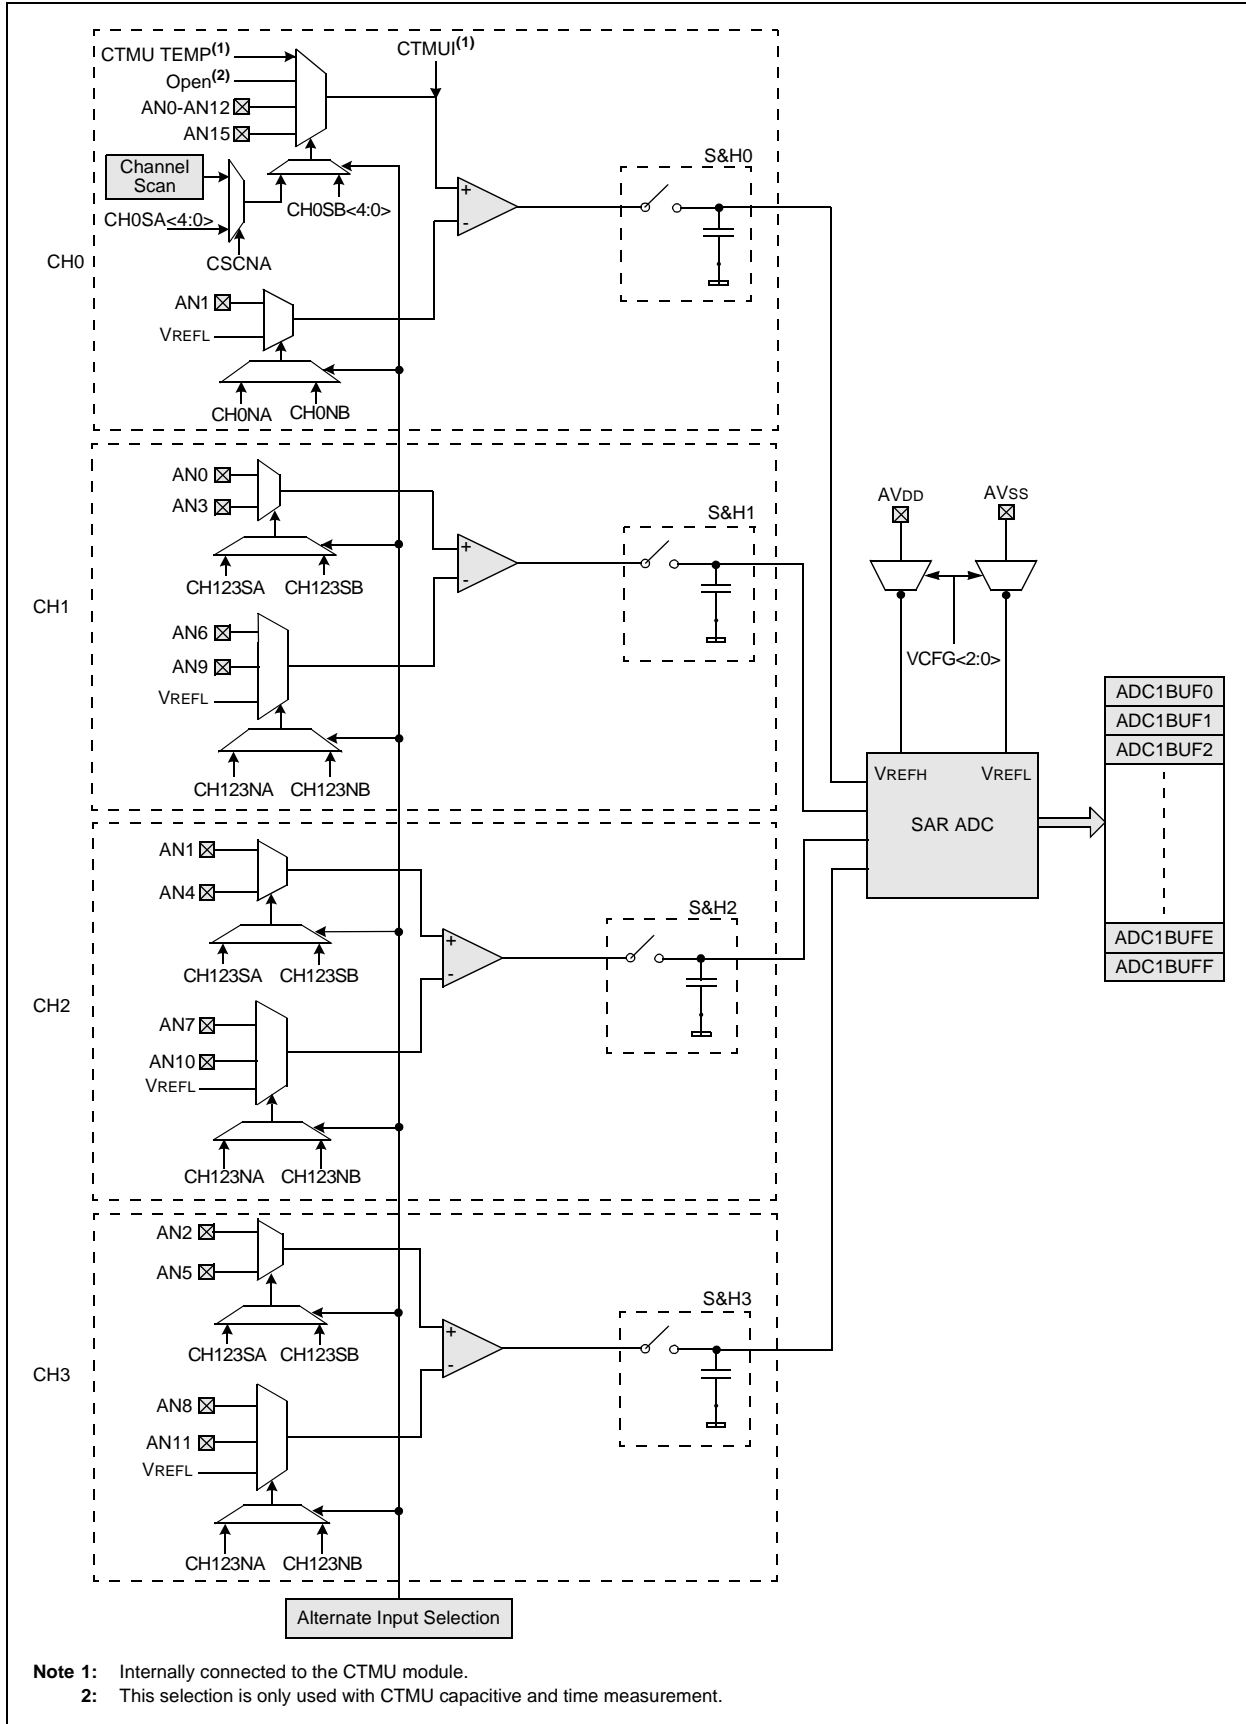 CTMU TEMP(1)
Open(2)
AN0-AN12
AN15
CTMUI(1)
Channel
Scan
CH0SA<4:0>
CH0SB<4:0>
CSCNA
CH0
+
-
S&H0
AN1
VREFL
CH0NA CH0NB
AN0
AN3
CH123SA CH123SB
+
-
S&H1
CH1
AN6
AN9
VREFL
CH123NA CH123NB
AVDD AVSS
VCFG<2:0>
VREFH VREFL
SAR ADC
ADC1BUF0
ADC1BUF1
ADC1BUF2
ADC1BUFE
ADC1BUFF
AN1
AN4
CH123SA CH123SB
+
-
S&H2
CH2
AN7
AN10
VREFL
CH123NA CH123NB
AN2
AN5
CH123SA CH123SB
+
-
S&H3
CH3
AN8
AN11
VREFL
CH123NA CH123NB
Alternate Input Selection
Note 1: Internally connected to the CTMU module.
2: This selection is only used with CTMU capacitive and time measurement.